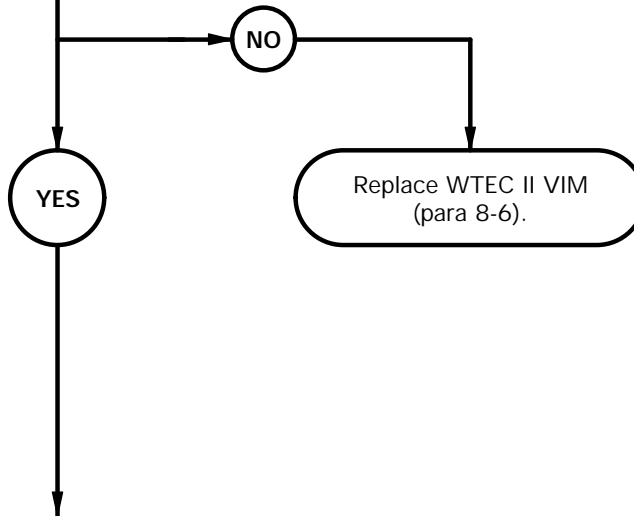 NO
YES
Replace WTEC II VIM
(para 8-6).